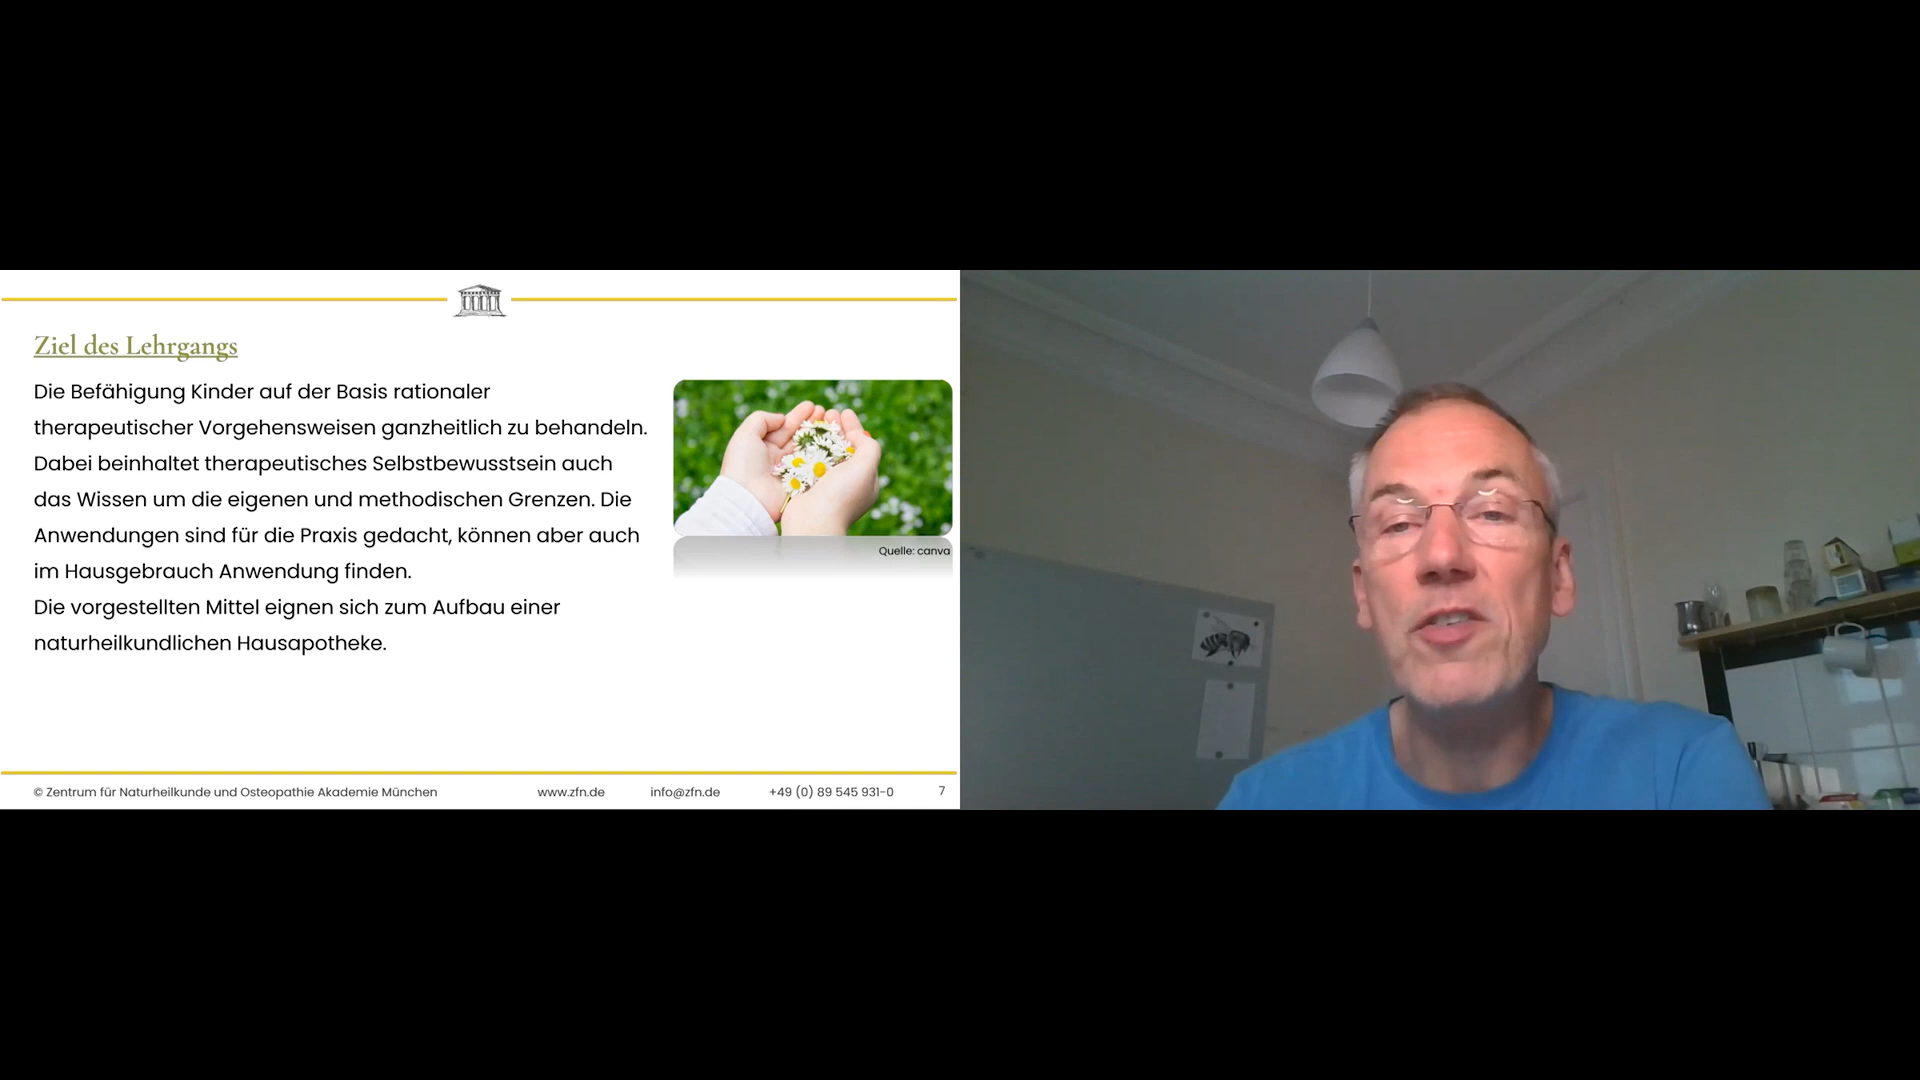 Ziel des Lehrgangs
Die Befähigung Kinder auf der Basis rationaler
therapeutischer Vorgehensweisen ganzheitlich zu behandeln.
Dabei beinhaltet therapeutisches Selbstbewusstsein auch
das Wissen um die eigenen und methodischen Grenzen. Die
Anwendungen sind für die Praxis gedacht, können aber auch
im Hausgebrauch Anwendung finden.
Die vorgestellten Mittel eignen sich zum Aufbau einer
naturheilkundlichen Hausapotheke.
Quelle: canva
© Zentrum für Naturheilkunde und Osteopathie Akademie München www.zfn.de info@zfn.de +49 (0) 89 545 931-0 7